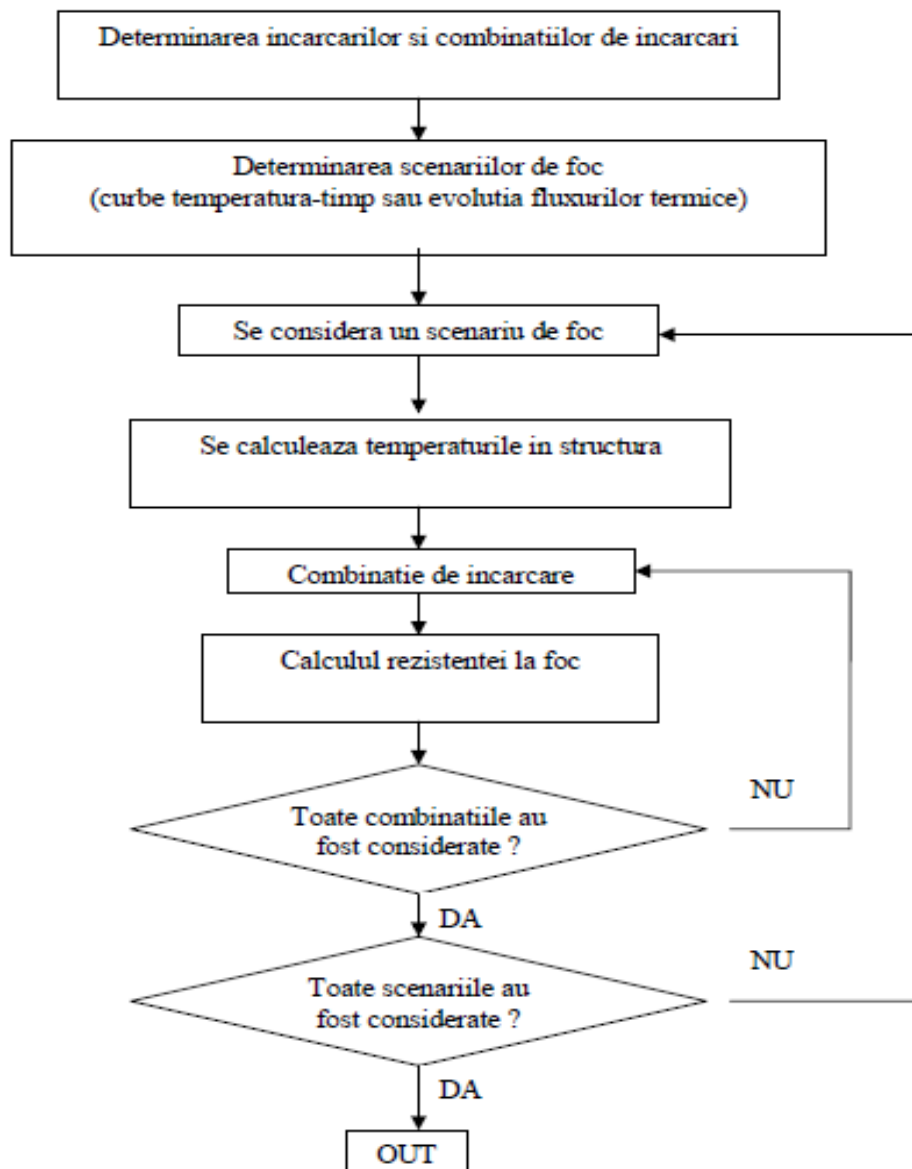 Determinarea incarcarilor si combinatiilor de incarcari
Determinarea scenariilor de foc
(curbe temperatura-timp sau evolutia fluxurilor termice)
Se considera un scenariu de foc
Se calculeaza temperaturile in structura
Combinatie de incarcare
Calculul rezistentei la foc
Toate combinatiile au
fost considerate ?
NU
DA
Toate scenariile au
fost considerate ?
NU
DA
OUT